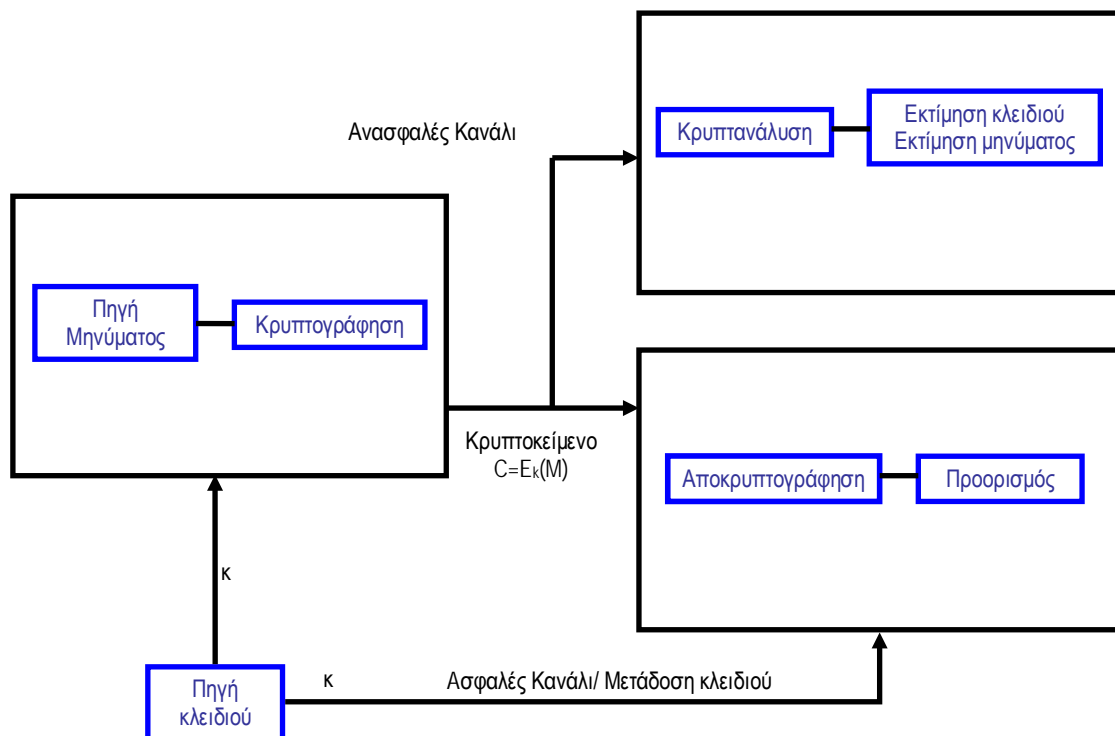 Ανασφαλές Κανάλι
Κρυπτανάλυση
Εκτίμηση κλειδιού
Εκτίμηση μηνύματος
Πηγή
Μηνύματος
Κρυπτογράφηση
Κρυπτοκείμενο
C=Eк(M)
Αποκρυπτογράφηση
Προορισμός
κ
Πηγή
κλειδιού
κ
Ασφαλές Κανάλι/ Μετάδοση κλειδιού